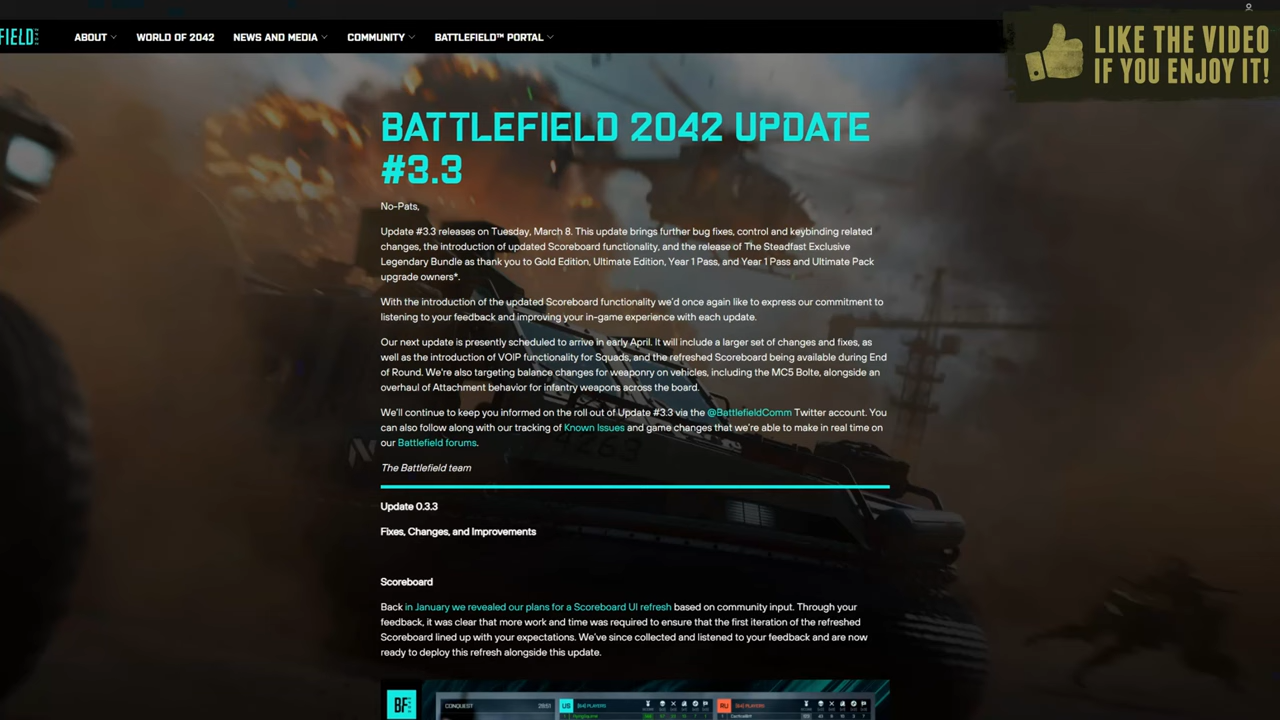 FIELD 2042
ABOUT
WORLD OF 2042
NEWS AND MEDIA
COMMUNITY
BATTLEFIELD™ PORTAL
LIKE THE VIDEO
IF YOU ENJOY IT!
BATTLEFIELD 2042 UPDATE
#3.3
No-Pats,
Update #3.3 releases on Tuesday, March 8. This update brings further bug fixes, control and keybinding related
changes, the introduction of updated Scoreboard functionality, and the release of The Steadfast Exclusive
Legendary Bundle as thank you to Gold Edition, Ultimate Edition, Year 1 Pass, and Year 1 Pass and Ultimate Pack
upgrade owners*.
With the introduction of the updated Scoreboard functionality we'd once again like to express our commitment to
listening to your feedback and improving your in-game experience with each update.
Our next update is presently scheduled to arrive in early April. It will include a larger set of changes and fixes, as
well as the introduction of VOIP functionality for Squads, and the refreshed Scoreboard being available during End
of Round. We're also targeting balance changes for weaponry on vehicles, including the MC5 Bolte, alongside an
overhaul of Attachment behavior for infantry weapons across the board.
We'll continue to keep you informed on the roll out of Update #3.3 via the @BattlefieldComm Twitter account. You
can also follow along with our tracking of Known Issues and game changes that we're able to make in real time on
our Battlefield forums.
The Battlefield team
4263
Update 0.3.3
Fixes, Changes, and Improvements
Scoreboard
Back in January we revealed our plans for a Scoreboard UI refresh based on community input. Through your
feedback, it was clear that more work and time was required to ensure that the first iteration of the refreshed
Scoreboard lined up with your expectations. We've since collected and listened to your feedback and are now
ready to deploy this refresh alongside this update.
BF
CONQUEST
US
[64] PLAYERS
RU
[64] PLAYERS